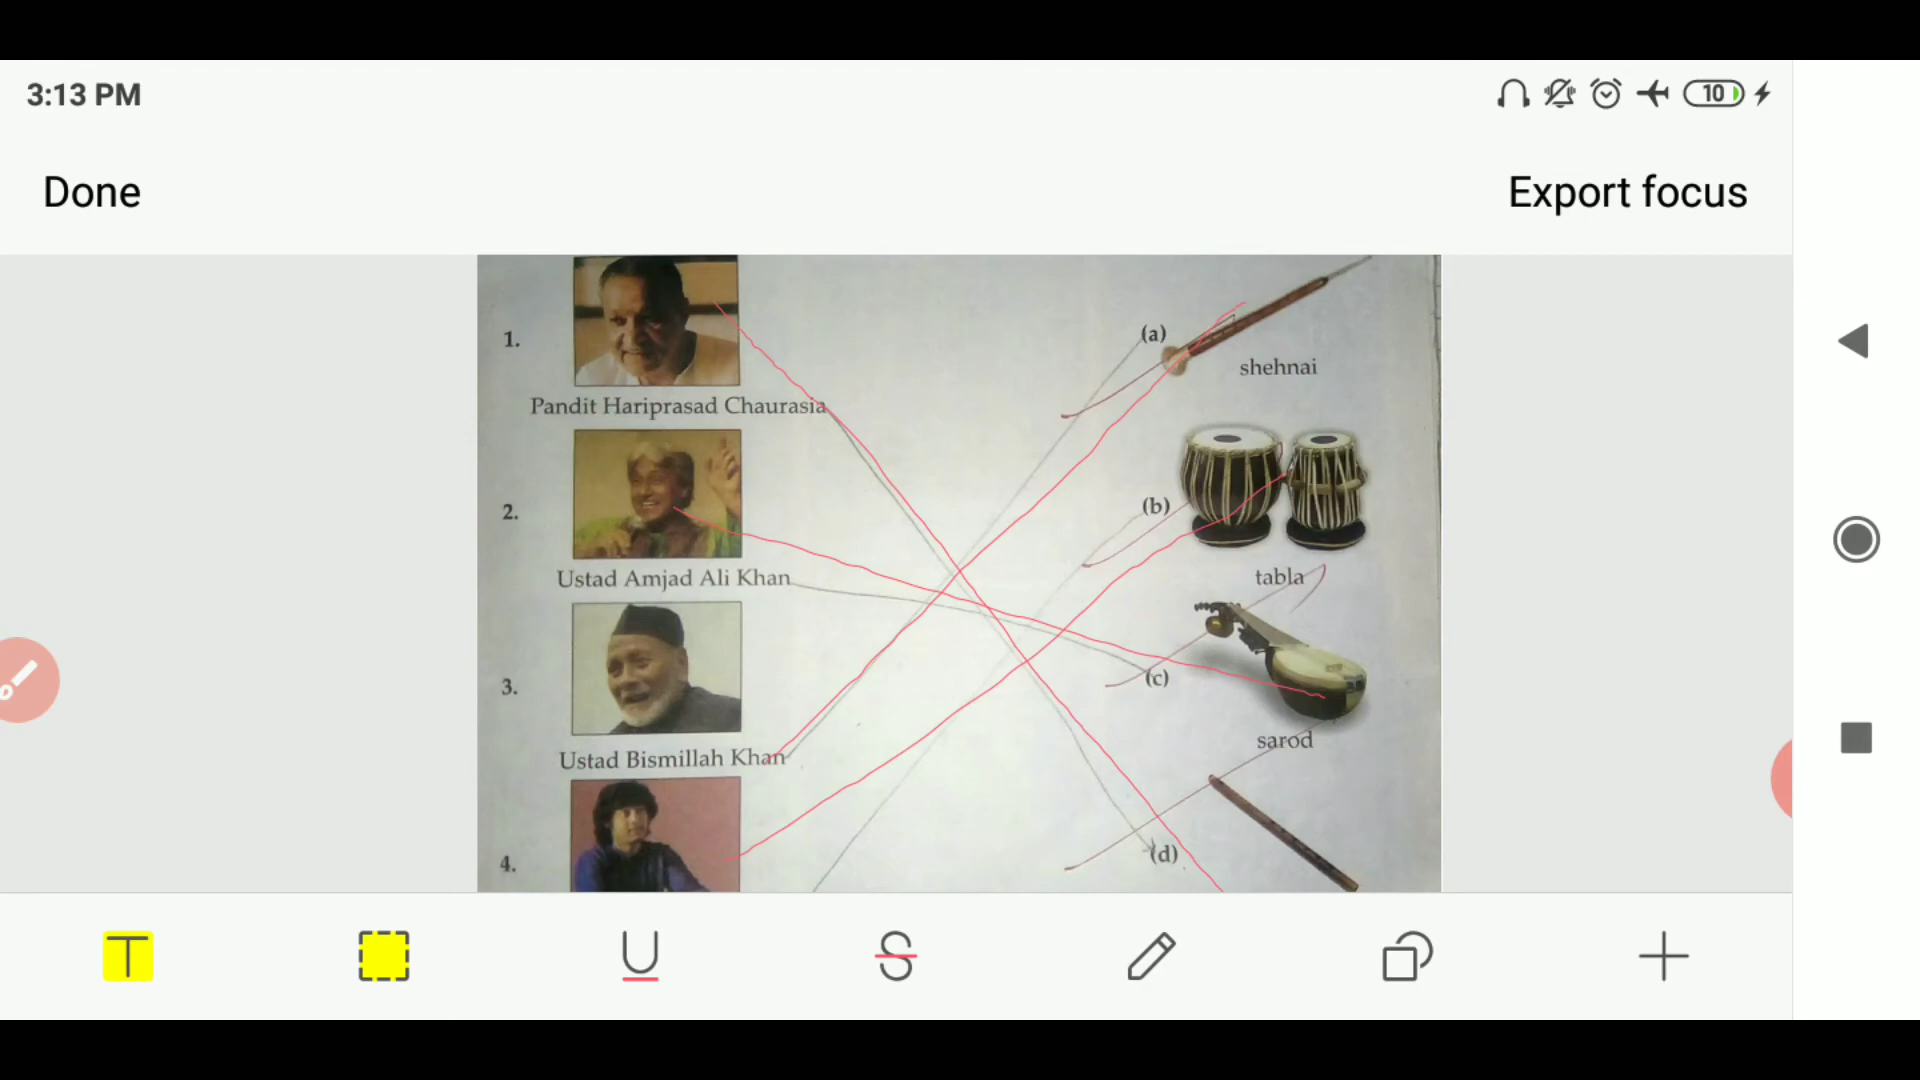 3:13 PM
10
Done
Export focus
1.
(a)
shehnai
Pandit Hariprasad Chaurasia
2.
(b)
Ustad Amjad Ali Khan
tabla
3.
(c)
sarod
Ustad Bismillah Khan
4.
(d)
T
U
S